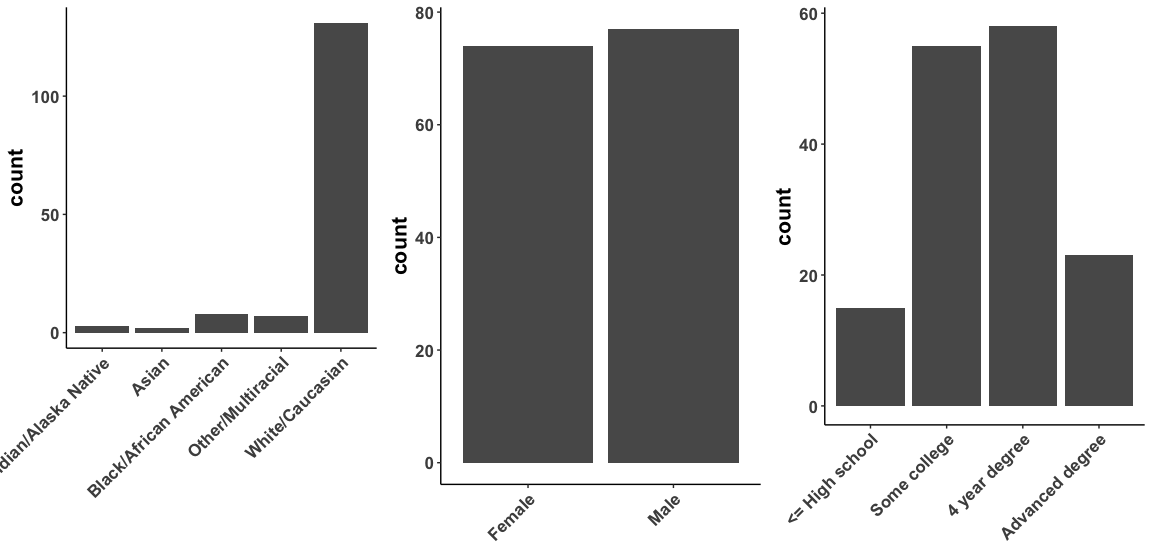 count
100
50
0
Alaska Native
Asian
Black/African American
Other/Multiracial
White/Caucasian
count
80
60
40
20
0
Female
Male
count
60
40
20
0
<= High school
Some college
4 year degree
Advanced degree